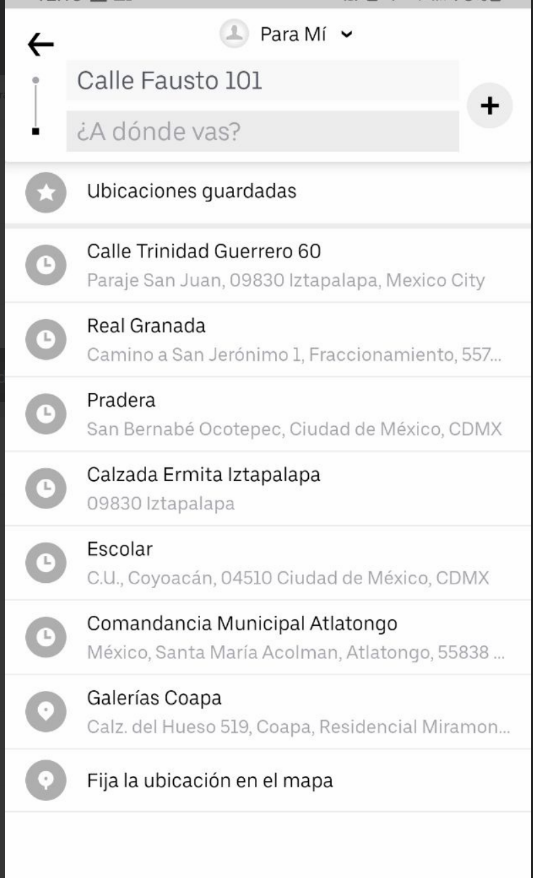 Para Mí
Calle Fausto 101
¿A dónde vas?
Ubicaciones guardadas
Calle Trinidad Guerrero 60
Paraje San Juan, 09830 Iztapalapa, Mexico City
Real Granada
Camino a San Jerónimo 1, Fraccionamiento, 557...
Pradera
San Bernabé Ocotepec, Ciudad de México, CDMX
Calzada Ermita Iztapalapa
09830 Iztapalapa
Escolar
C.U., Coyoacán, 04510 Ciudad de México, CDMX
Comandancia Municipal Atlatongo
México, Santa María Acolman, Atlatongo, 55838 ...
Galerías Coapa
Calz. del Hueso 519, Coapa, Residencial Miramon...
Fija la ubicación en el mapa